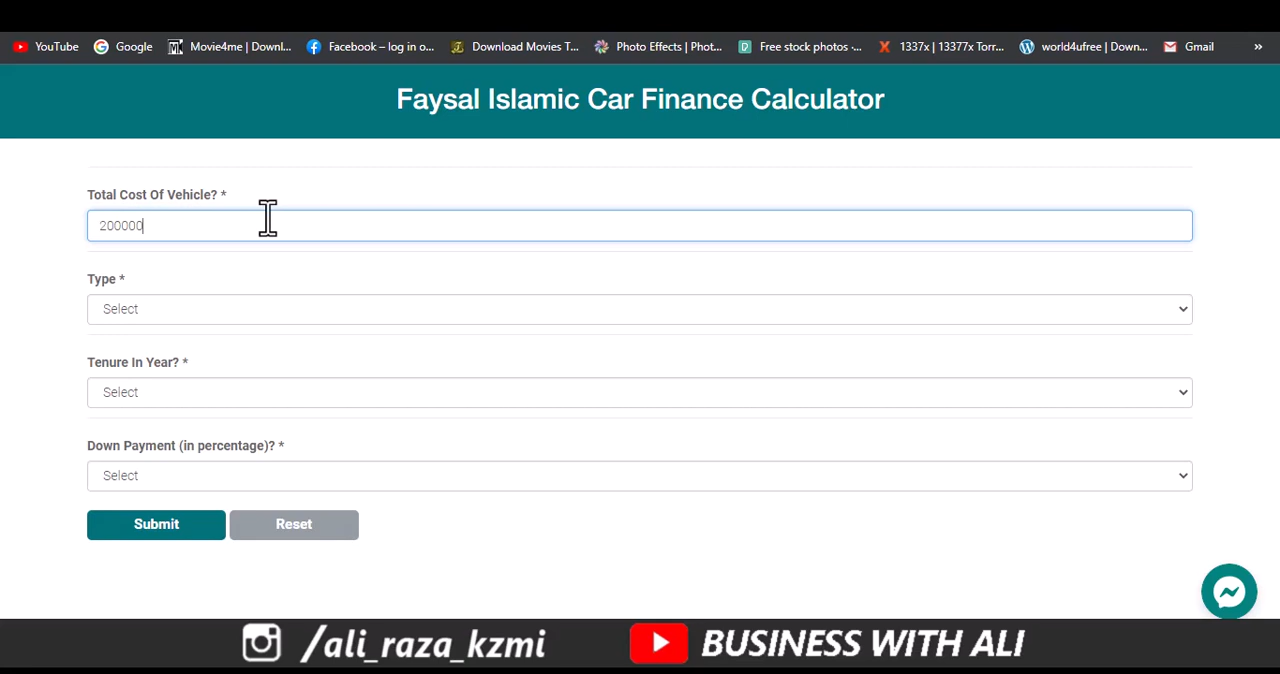 YouTube Google Movie4me | Downl... Facebook – log in o... Download Movies T... Photo Effects | Phot... Free stock photos ·... 1337x | 13377x Torr... world4ufree | Down... Gmail »
Faysal Islamic Car Finance Calculator
Total Cost Of Vehicle? *
200000
Type *
Select
Tenure In Year? *
Select
Down Payment (in percentage)? *
Select
Submit Reset
/ali_raza_kzmi BUSINESS WITH ALI